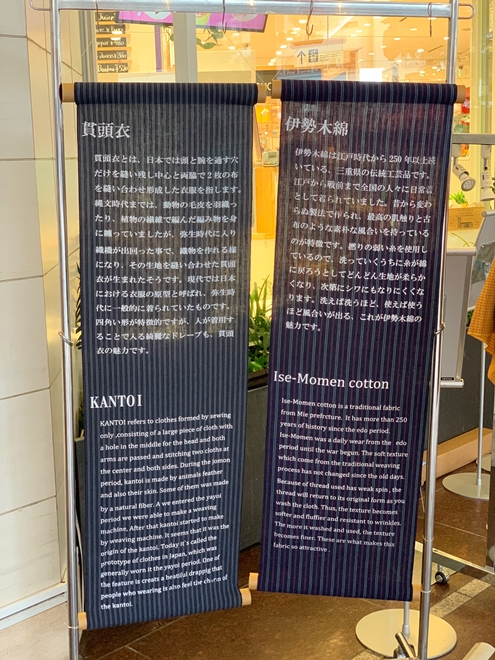 貫頭衣
貫頭衣とは、日本では頭と腕を通す穴
だけを縫い残し中心と両脇で2枚の布
を縫い合わせ形成した衣服を指します。
縄文時代までは、動物の毛皮を羽織っ
たり、植物の繊維で編んだ編み物を身
に纏っていましたが、弥生時代に入り
織機が出回った事で、織物を作れる様
になり、その生地を縫い合わせた貫頭
衣が生まれたそうです。現代では日本
における衣服の原型と呼ばれ、弥生時
代に一般的に着られていたものです。
四角い形が特徴的ですが、人が着用す
ることで入る綺麗なドレープも、貫頭
衣の魅力です。
KANTOI
KANTOI refers to clothes formed by sewing
only ,consisting of a large piece of cloth with
a hole in the middle for the head and both
arms are passed and stitching two cloths at
the center and both sides. During the jomon
period, kantoi is made by animals feather
and also their skin. Some of them was made
by a natural fiber. A we entered the yayoi
period we were able to make a weaving
machine. After that kantoi started to make
by weaving machine. It seems that it was the
origin of the kantoi. Today it's called the
prototype of clothes in Japan, which was
generally worn it the yayoi period. One of
the feature is creats a beatiful drappig that
people who wearing is also feel the charm of
the kantoi.
伊勢木綿
伊勢木綿は江戸時代から250年以上続
いている、三重県の伝統工芸品です。
江戸から戦前まで全国の人々に日常着
として着られていました。昔から変わ
らぬ製法で作られ、最高の肌触りと古
布のような素朴な風合いを持っている
のが特徴です。撚りの弱い糸を使用し
ているので、洗っていくうちに糸が綿
に戻ろうとしてどんどん生地が柔らか
くなり、次第にシワにもなりにくくな
ります。洗えば洗うほど、使えば使う
ほど風合いが出る、これが伊勢木綿の
魅力です。
Ise-Momen cotton
Ise-Momen cotton is a traditional fabric
from Mie prefrcture. It has more than 250
years of history since the edo period.
Ise-Momen was a daily wear from the edo
period until the war begun. The soft texture
which come from the traditional weaving
process has not changed since the old days.
Because of thread used has weak spin , the
thread will return to its original form as you
wash the cloth. Thus, the texture becomes
softer and fluffier and resistant to wrinkles.
The more it washed and used, the texture
becomes finer. These are what makes this
fabric so attractive .